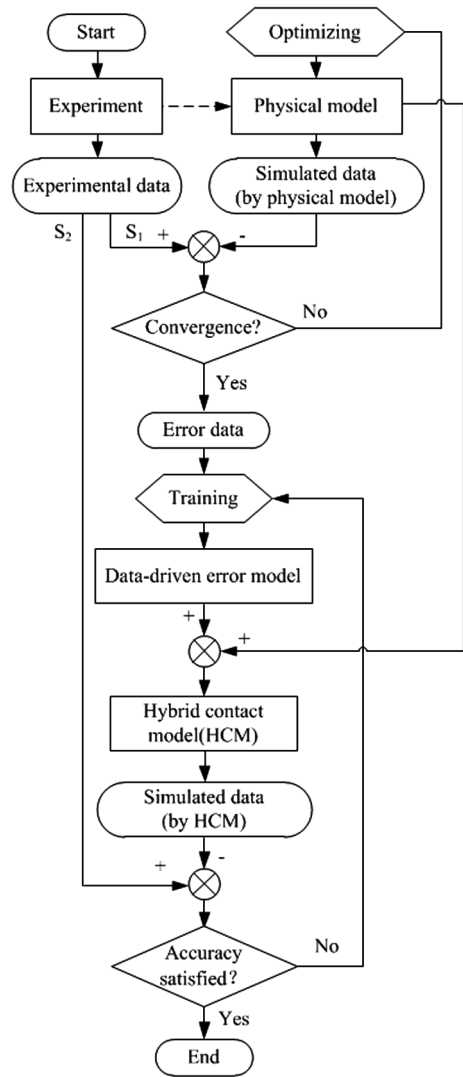 Start
Optimizing
Experiment
Physical model
Experimental data
Simulated data
(by physical model)
S2
S1
+
-
Convergence?
No
Yes
Error data
Training
Data-driven error model
+
+
Hybrid contact
model(HCM)
Simulated data
(by HCM)
+
-
Accuracy
satisfied?
No
Yes
End